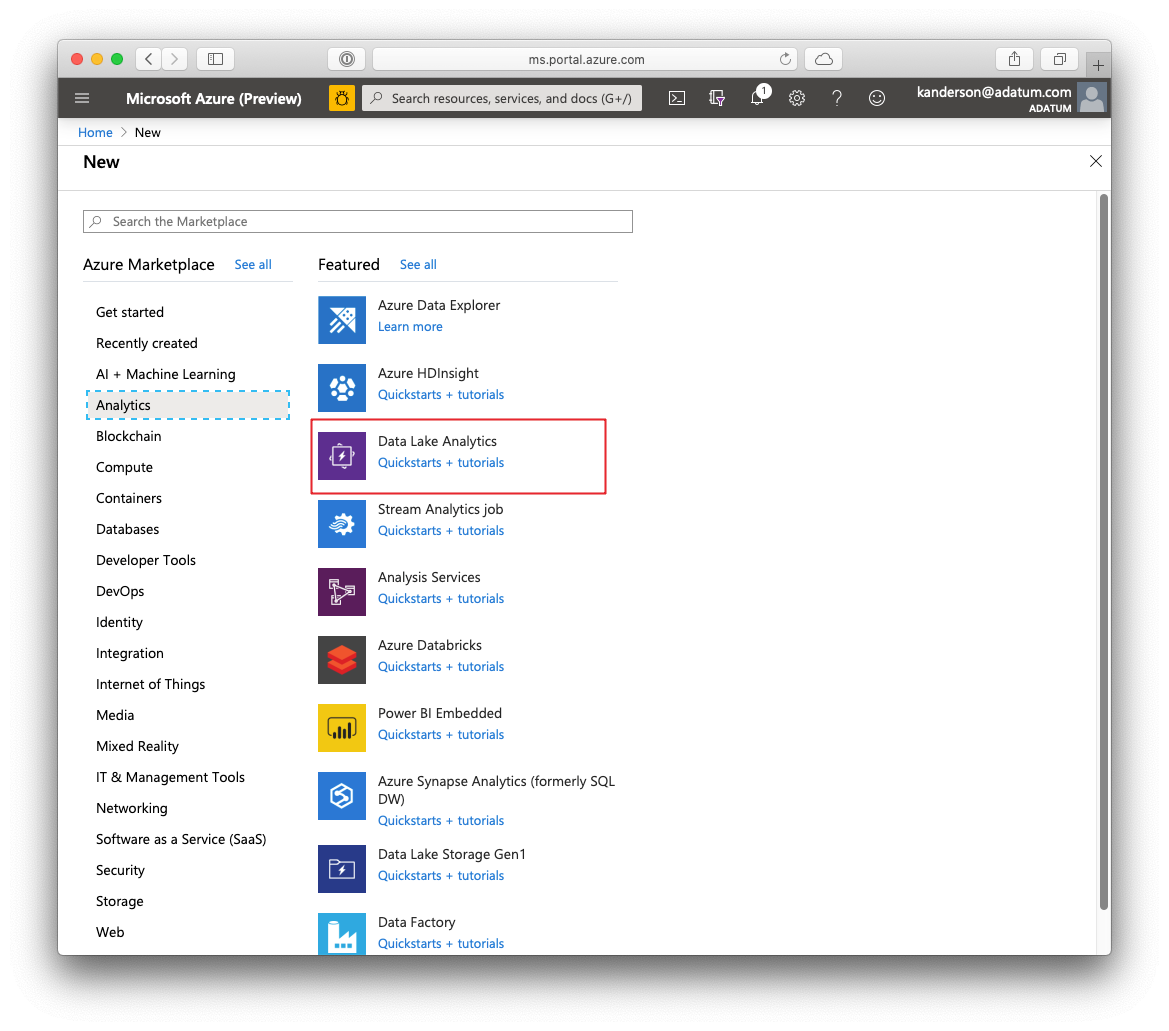 ms.portal.azure.com
Microsoft Azure (Preview)
Search resources, services, and docs (G+/)
1
kanderson@adatum.com
ADATUM
Home > New
New
Search the Marketplace
Azure Marketplace See all
Get started
Recently created
AI + Machine Learning
Analytics
Blockchain
Compute
Containers
Databases
Developer Tools
DevOps
Identity
Integration
Internet of Things
Media
Mixed Reality
IT & Management Tools
Networking
Software as a Service (SaaS)
Security
Storage
Web
Featured See all
Azure Data Explorer
Learn more
Azure HDInsight
Quickstarts + tutorials
Data Lake Analytics
Quickstarts + tutorials
Stream Analytics job
Quickstarts + tutorials
Analysis Services
Quickstarts + tutorials
Azure Databricks
Quickstarts + tutorials
Power BI Embedded
Quickstarts + tutorials
Azure Synapse Analytics (formerly SQL
DW)
Quickstarts + tutorials
Data Lake Storage Gen1
Quickstarts + tutorials
Data Factory
Quickstarts + tutorials